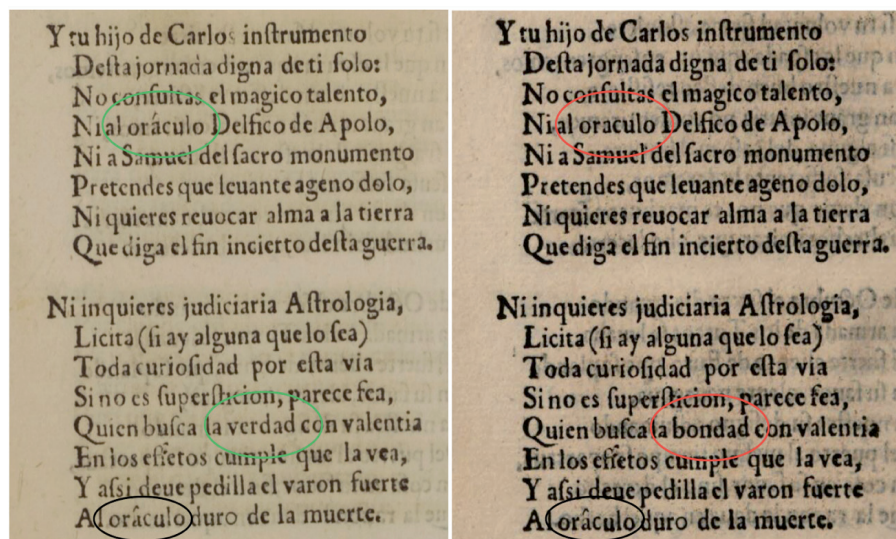 Y tu hijo de Carlos inſtrumento
Deſta jornada digna de ti ſolo:
No conſultas el magico talento,
Ni al oráculo Delfico de Apolo,
Ni a Samuel del ſacro monumento
Pretendes que leuante ageno dolo,
Ni quieres reuocar alma a la tierra
Que diga el fin incierto deſta guerra.
Ni inquieres judiciaria Aſtrologia,
Licita (ſi ay alguna que lo ſea)
Toda curioſidad por eſta via
Si no es ſuperſticion, parece fea,
Quien buſca la verdad con valentia
En los efſetos cumple que la vea,
Y aſsi deue pedilla el varon fuerte
Al oráculo duro de la muerte.
Y tu hijo de Carlos inſtrumento
Deſta jornada digna de ti ſolo:
No conſultas el magico talento,
Ni al oraculo Delfico de Apolo,
Ni a Samuel del ſacro monumento
Pretendes que leuante ageno dolo,
Ni quieres reuocar alma a la tierra
Que diga el fin incierto deſta guerra.
Ni inquieres judiciaria Aſtrologia,
Licita (ſi ay alguna que lo ſea)
Toda curioſidad por eſta via
Si no es ſuperſticion, parece fea,
Quien buſca la bondad con valentia
En los efſetos cumple que la vea,
Y aſsi deue pedilla el varon fuerte
Al oráculo duro de la muerte.